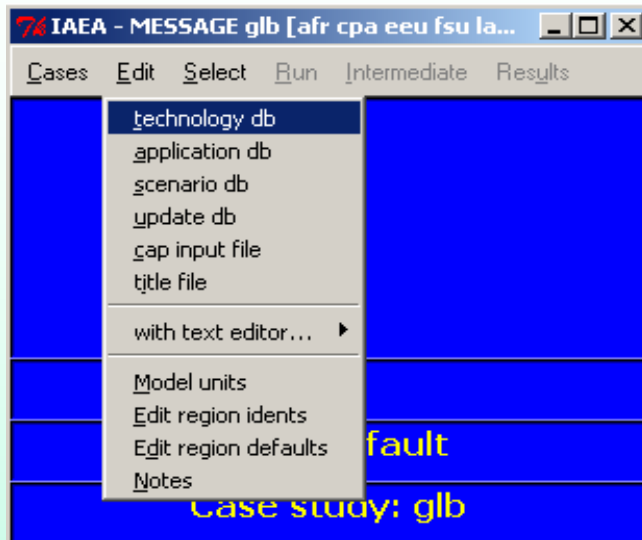 IAEA - MESSAGE glb [afr cpa eeu fsu la...
Cases Edit Select Run Intermediate Results
technology db
application db
scenario db
update db
cap input file
title file
with text editor...
Model units
Edit region idents
Edit region defaults
fault
Notes
Case study: glb